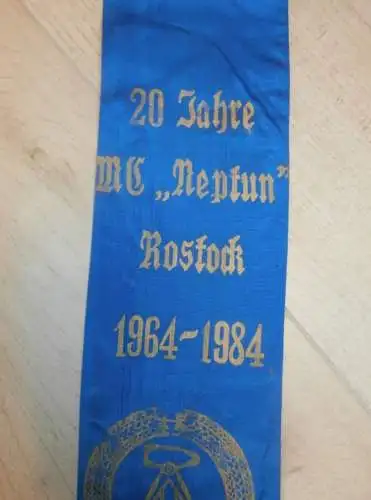 20 Jahre
MC „Neptun"
Rostock
1964-1984